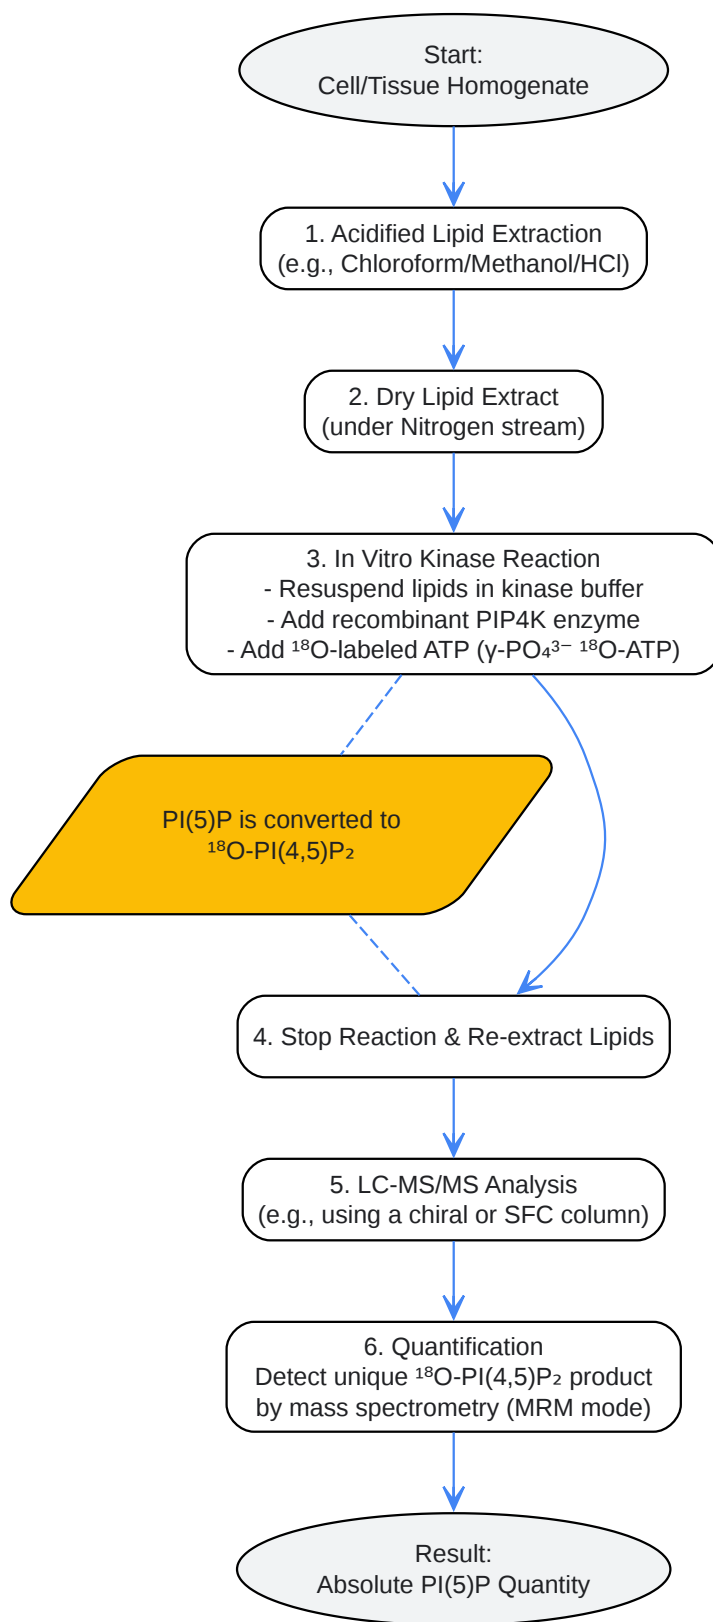 Start:
Cell/Tissue Homogenate
1. Acidified Lipid Extraction
(e.g., Chloroform/Methanol/HCl)
2. Dry Lipid Extract
(under Nitrogen stream)
3. In Vitro Kinase Reaction
- Resuspend lipids in kinase buffer
- Add recombinant PIP4K enzyme
- Add ¹⁸O-labeled ATP (γ-PO₄³⁻ ¹⁸O-ATP)
PI(5)P is converted to
¹⁸O-PI(4,5)P₂
4. Stop Reaction & Re-extract Lipids
5. LC-MS/MS Analysis
(e.g., using a chiral or SFC column)
6. Quantification
Detect unique ¹⁸O-PI(4,5)P₂ product
by mass spectrometry (MRM mode)
Result:
Absolute PI(5)P Quantity